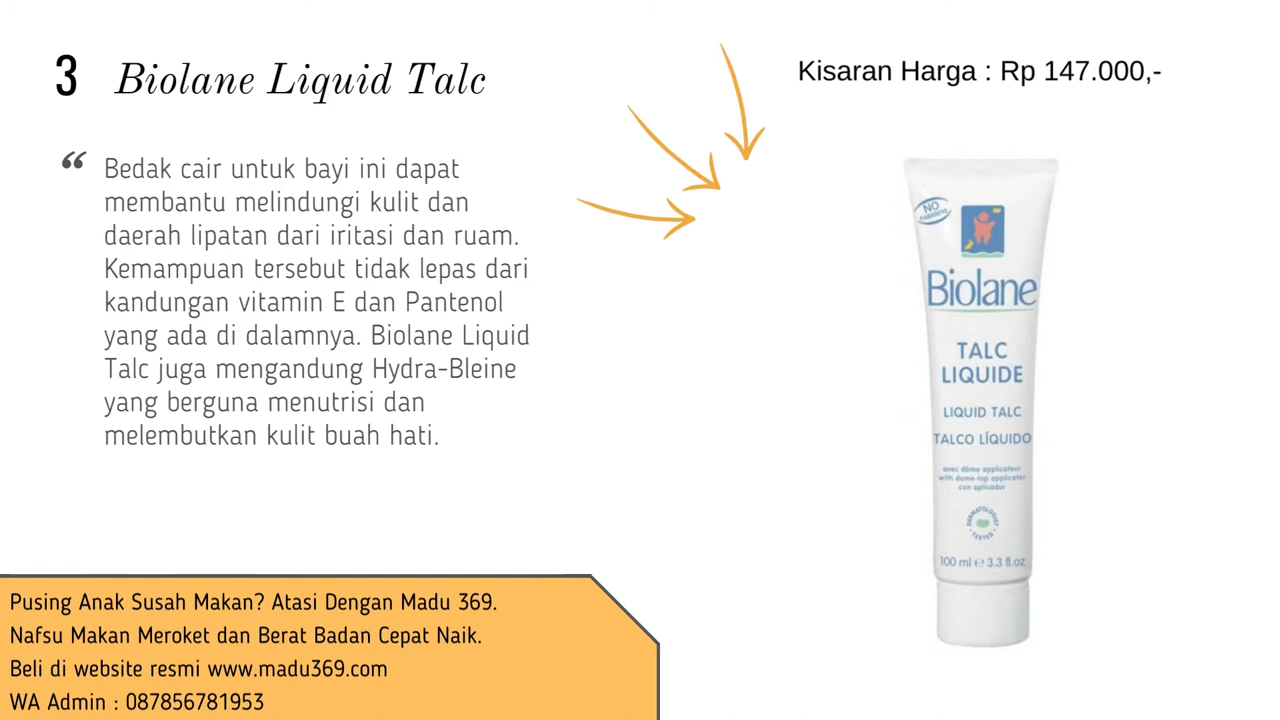 3 Biolane Liquid Talc
Kisaran Harga : Rp 147.000,-
“ Bedak cair untuk bayi ini dapat
membantu melindungi kulit dan
daerah lipatan dari iritasi dan ruam.
Kemampuan tersebut tidak lepas dari
kandungan vitamin E dan Pantenol
yang ada di dalamnya. Biolane Liquid
Talc juga mengandung Hydra-Bleine
yang berguna menutrisi dan
melembutkan kulit buah hati.
NO
PARABENS
Biolane
TALC
LIQUIDE
LIQUID TALC
TALCO LÍQUIDO
avec dôme applicateur
with dome-top applicator
con aplicador
DERMATOLOGIST
TESTED
100 ml ℮ 3.3 fl.oz
Pusing Anak Susah Makan? Atasi Dengan Madu 369.
Nafsu Makan Meroket dan Berat Badan Cepat Naik.
Beli di website resmi www.madu369.com
WA Admin : 087856781953